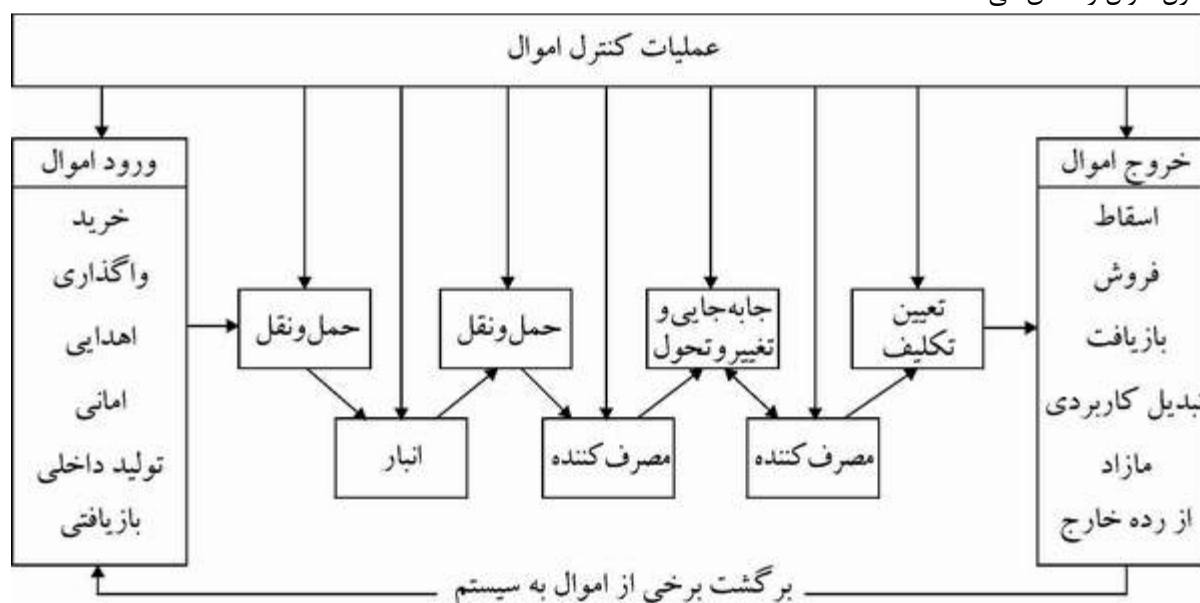 عملیات کنترل اموال
ورود اموال
خرید
واگذاری
اهدایی
امانی
تولید داخلی
بازیافتی
حمل‌ونقل
انبار
حمل‌ونقل
مصرف‌کننده
جابه‌جایی و
تغییر و تحول
مصرف‌کننده
تعیین
تکلیف
خروج اموال
اسقاط
فروش
بازیافت
تبدیل کاربردی
مازاد
از رده خارج
برگشت برخی از اموال به سیستم